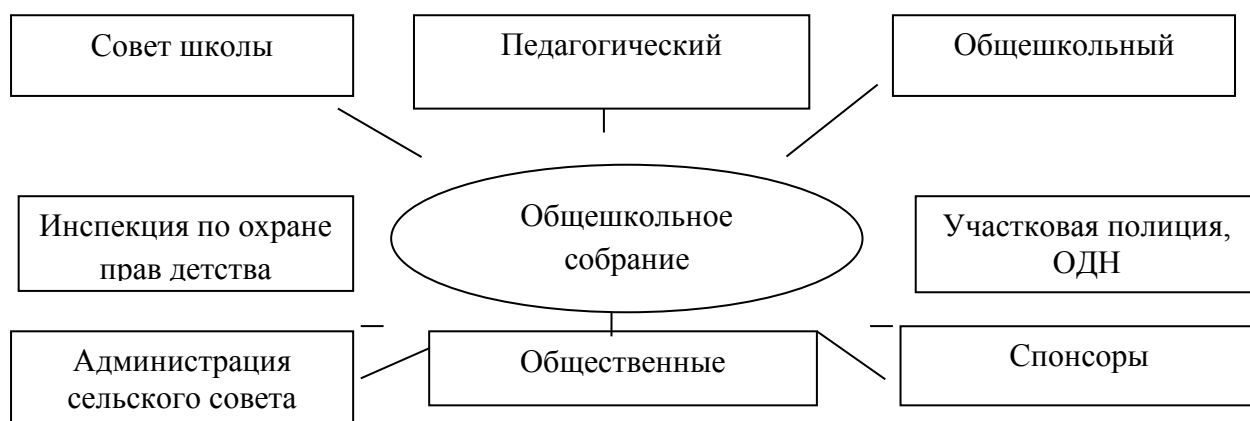 Совет школы
Педагогический
Общешкольный
Инспекция по охране
прав детства
Общешкольное
собрание
Участковая полиция,
ОДН
Администрация
сельского совета
Общественные
Спонсоры